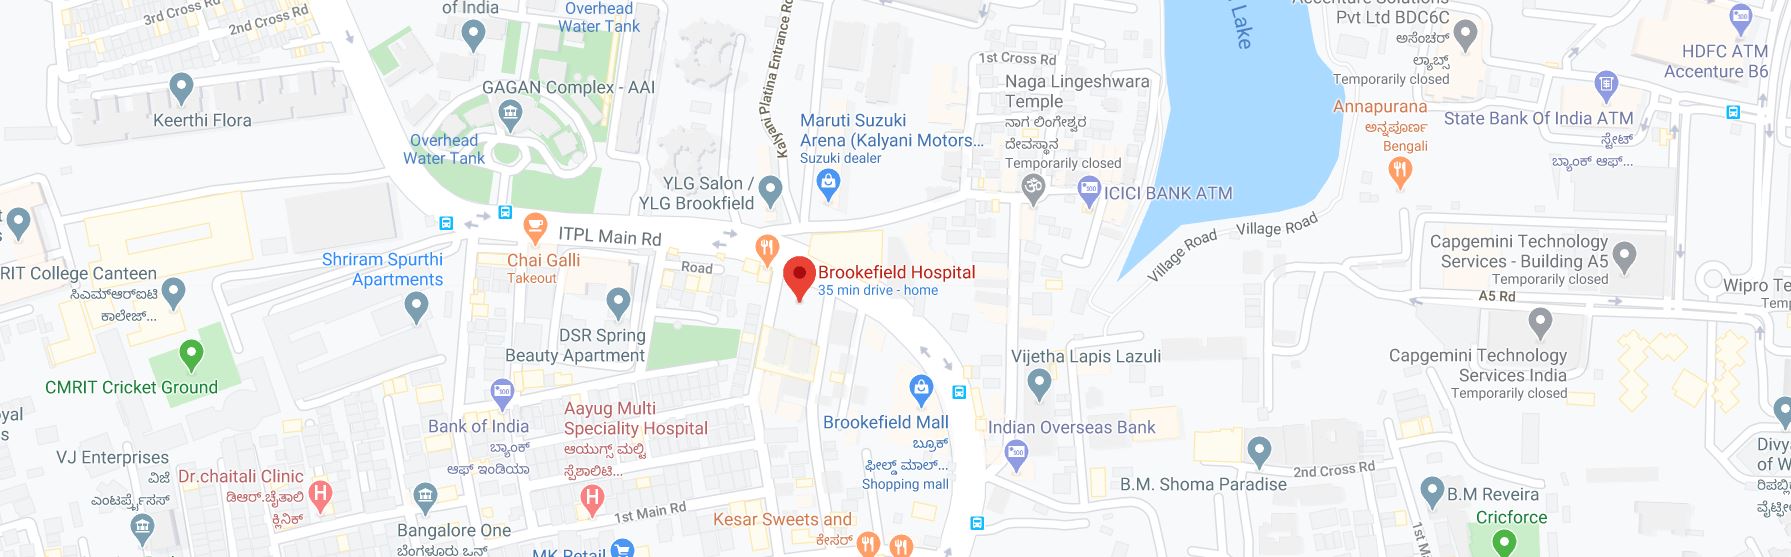 3rd Cross Rd
2nd Cross Rd
of India
Overhead
Water Tank
Kalyani Platina Entrance Ro
Lake
Pvt Ltd BDC6C
ಅಸೆಂಚರ್
ಲ್ಯಾಬ್ಸ್
Temporarily closed
HDFC ATM
Accenture B6
1st Cross Rd
Naga Lingeshwara
Temple
ನಾಗ ಲಿಂಗೇಶ್ವರ
ದೇವಸ್ಥಾನ
Temporarily closed
GAGAN Complex - AAI
Keerthi Flora
Overhead
Water Tank
Maruti Suzuki
Arena (Kalyani Motors...
Suzuki dealer
Annapurana
ಅನ್ನಪೂರ್ಣ
Bengali
State Bank Of India ATM
ಸ್ಟೇಟ್
ಬ್ಯಾಂಕ್ ಆಫ್...
YLG Salon /
YLG Brookfield
ICICI BANK ATM
ITPL Main Rd
Village Road
Village Road
Capgemini Technology
Services - Building A5
Temporarily closed
Shriram Spurthi
Apartments
Chai Galli
Takeout
Road
Brookefield Hospital
35 min drive - home
RIT College Canteen
ಸಿಎಮ್ಆರ್ಐಟಿ
ಕಾಲೇಜ್...
A5 Rd
Wipro Te
Temp
DSR Spring
Beauty Apartment
Vijetha Lapis Lazuli
Capgemini Technology
Services India
Temporarily closed
CMRIT Cricket Ground
oyal
s
Bank of India
ಬ್ಯಾಂಕ್
ಆಫ್ ಇಂಡಿಯಾ
Aayug Multi
Speciality Hospital
ಆಯುಗ್ಸ್ ಮಲ್ಟಿ
ಸ್ಪೆಶಾಲಿಟಿ...
Brookefield Mall
ಬ್ರೂಕ್
ಫೀಲ್ಡ್ ಮಾಲ್...
Shopping mall
Indian Overseas Bank
VJ Enterprises
ವಿಜೆ
ಎಂಟರ್ಪ್ರೈಸಸ್
Dr.chaitali Clinic
ಡಿಆರ್.ಚೈತಾಲಿ
ಕ್ಲಿನಿಕ್
B.M. Shoma Paradise
2nd Cross Rd
B.M Reveira
Cricforce
Divy
of W
Bangalore One
ಬೆಂಗಳೂರು ಒನ್
1st Main Rd
Kesar Sweets and
ಕೇಸರ್
MK Retail
1st M